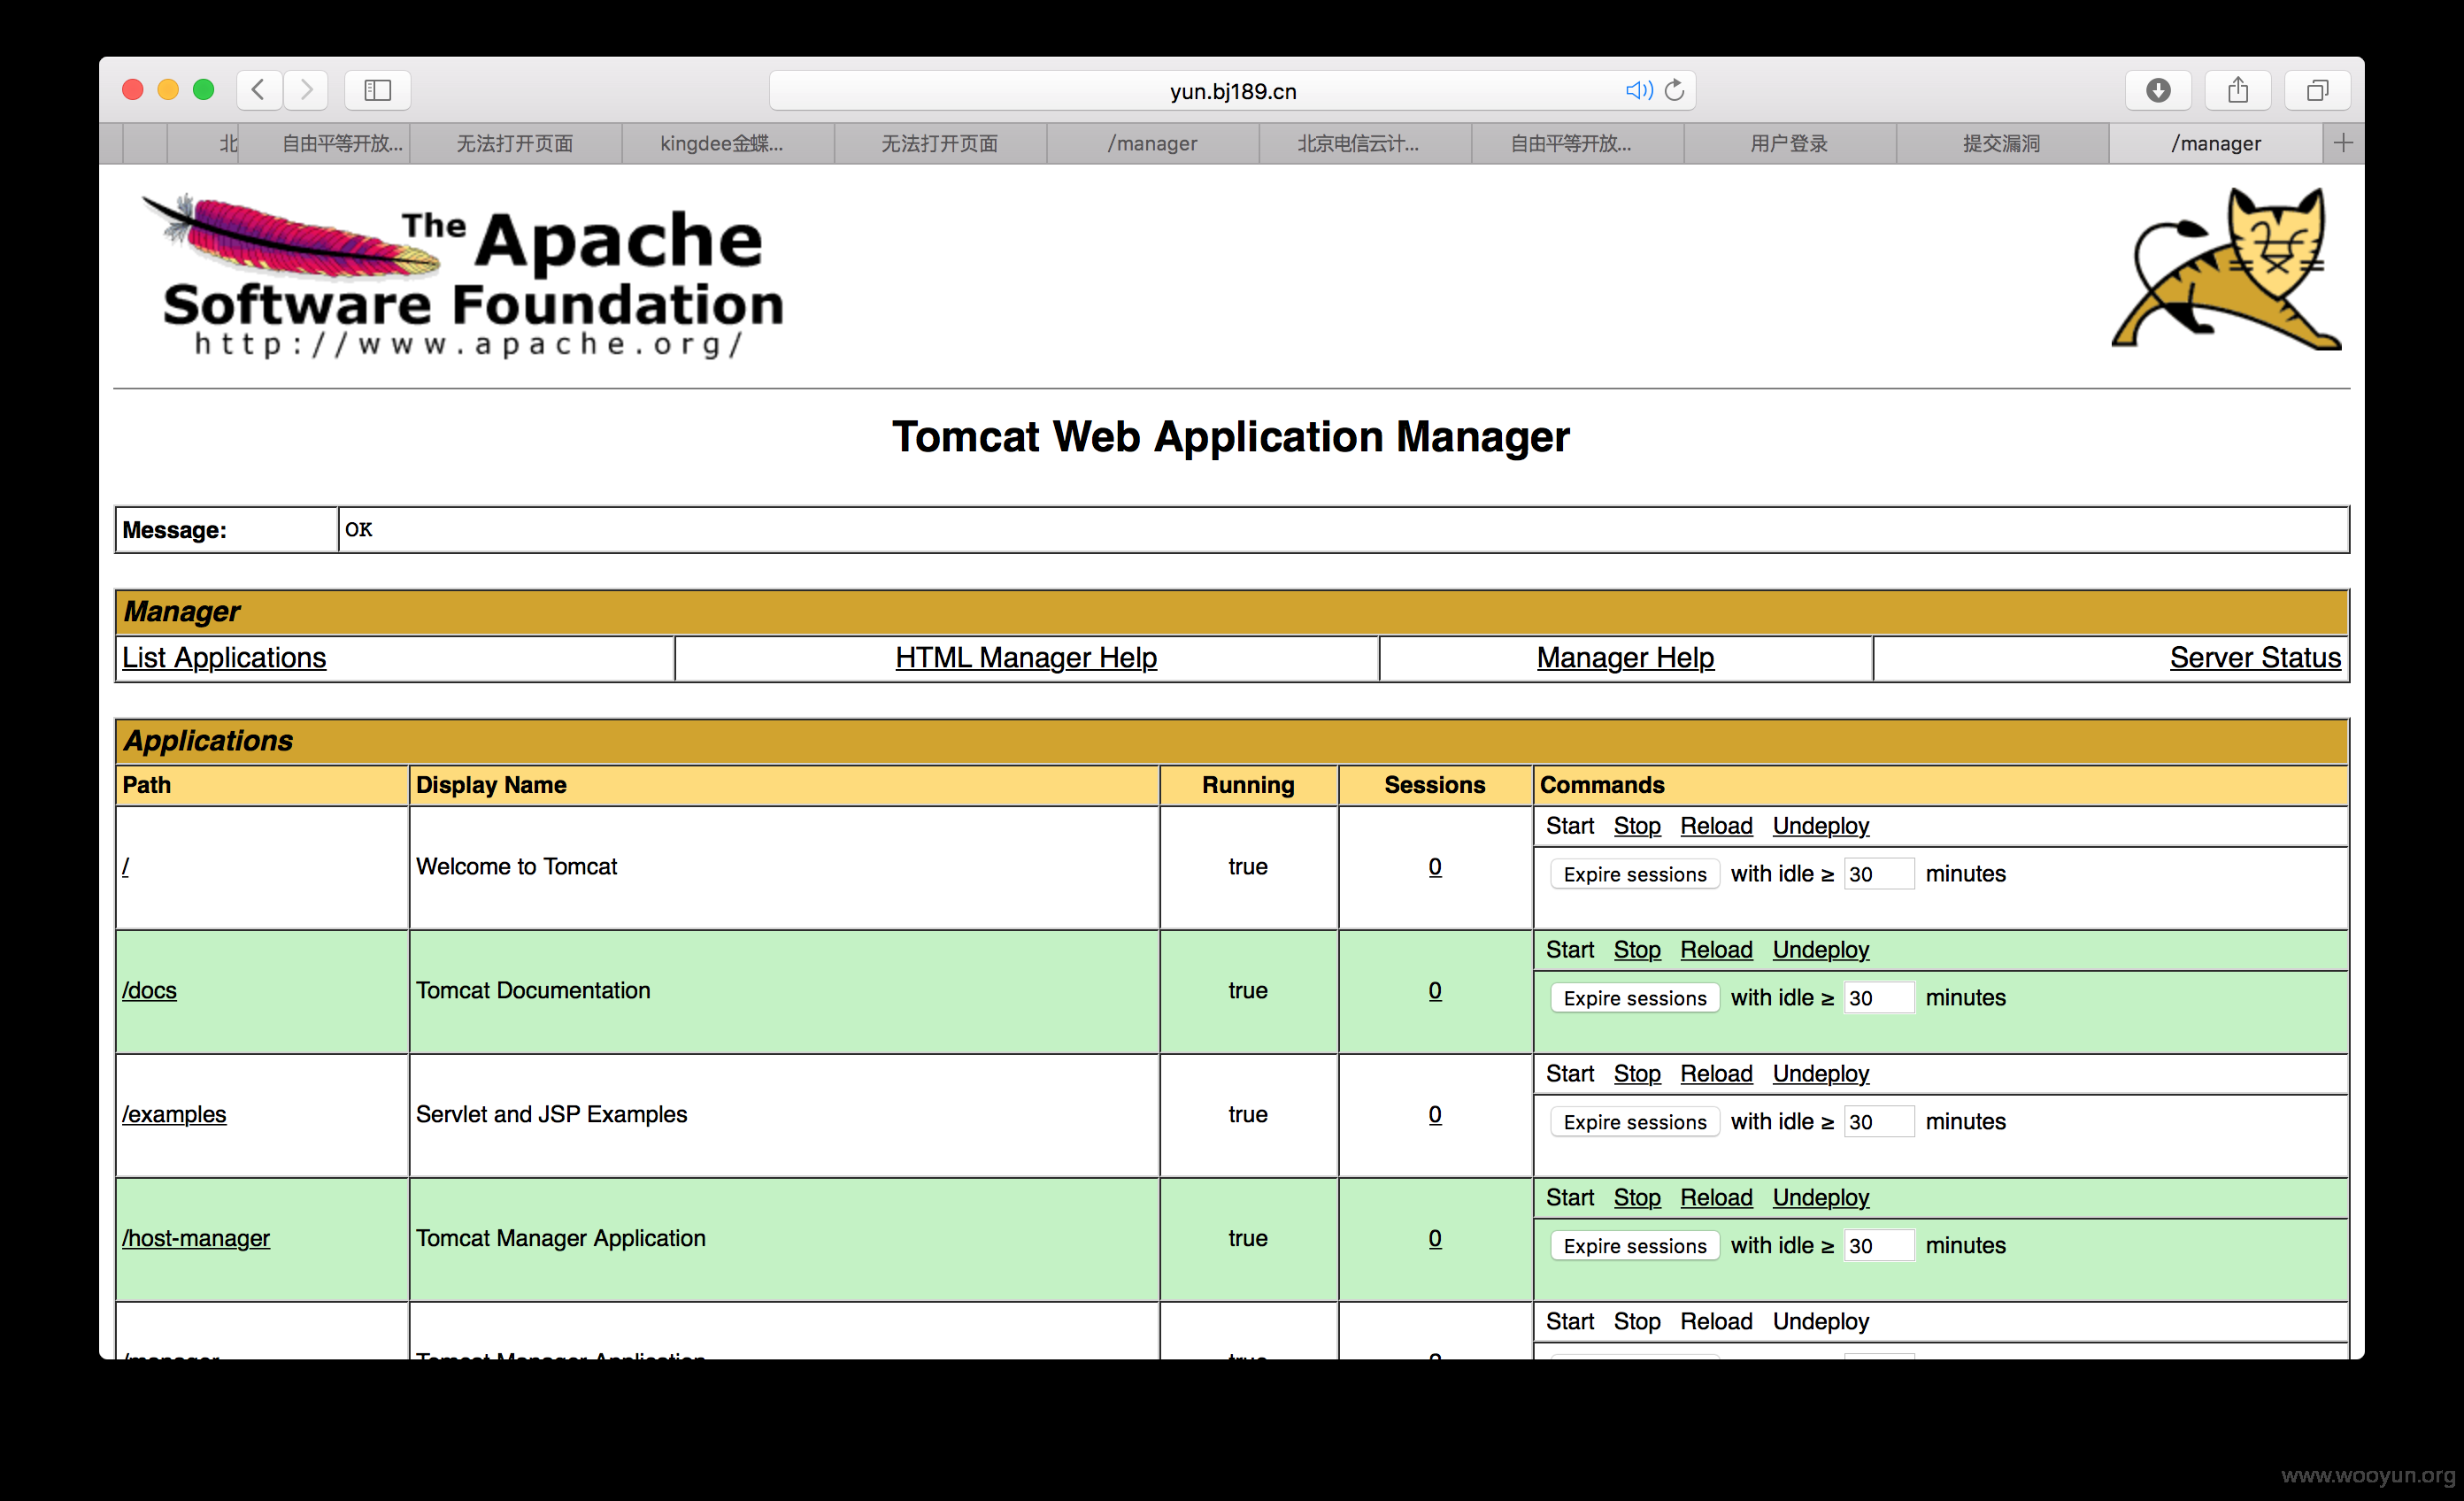 yun.bj189.cn
北 自由平等开放... 无法打开页面 kingdee金蝶... 无法打开页面 /manager 北京电信云计... 自由平等开放... 用户登录 提交漏洞 /manager
The Apache
Software Foundation
http://www.apache.org/
Tomcat Web Application Manager
Message: OK
Manager
List Applications HTML Manager Help Manager Help Server Status
Applications
Path Display Name Running Sessions Commands
Start Stop Reload Undeploy
/ Welcome to Tomcat true 0
Expire sessions with idle ≥ 30 minutes
Start Stop Reload Undeploy
/docs Tomcat Documentation true 0
Expire sessions with idle ≥ 30 minutes
Start Stop Reload Undeploy
/examples Servlet and JSP Examples true 0
Expire sessions with idle ≥ 30 minutes
Start Stop Reload Undeploy
/host-manager Tomcat Manager Application true 0
Expire sessions with idle ≥ 30 minutes
Start Stop Reload Undeploy
/manager Tomcat Manager Application true
www.wooyun.org